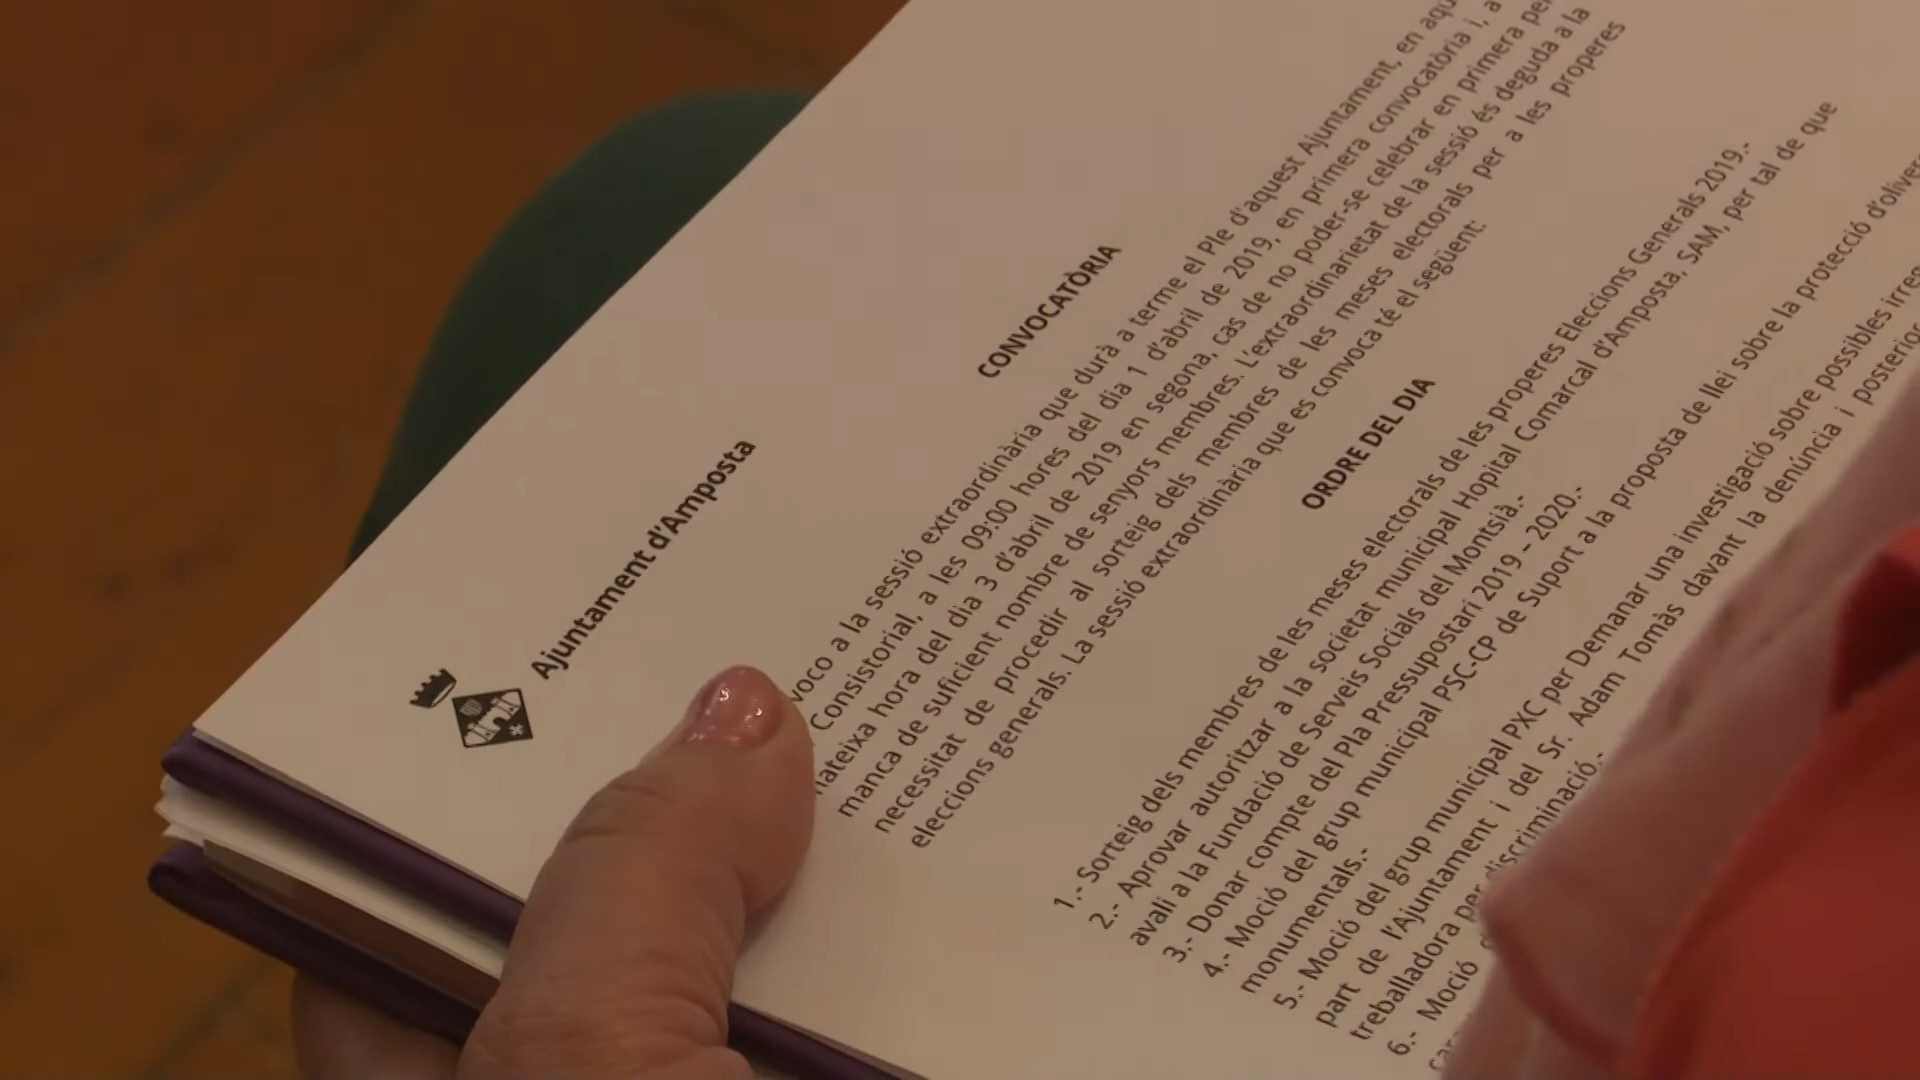 Ajuntament d'Amposta
CONVOCATÒRIA
voco a la sessió extraordinària que durà a terme el Ple d'aquest Ajuntament, en
Consistorial, a les 09:00 hores del dia 1 d'abril de 2019, en primera convocatòria i, a
mateixa hora del dia 3 d'abril de 2019 en segona, cas de no poder-se celebrar en primera per
manca de suficient nombre de senyors membres. L'extraordinarietat de la sessió és deguda a la
necessitat de procedir al sorteig dels membres de les meses electorals per a les properes
eleccions generals. La sessió extraordinària que es convoca té el següent:
ORDRE DEL DIA
1.- Sorteig dels membres de les meses electorals de les properes Eleccions Generals 2019.-
2.- Aprovar autoritzar a la societat municipal Hopital Comarcal d'Amposta, SAM, per tal de que
avali a la Fundació de Serveis Socials del Montsià.-
3.- Donar compte del Pla Pressupostari 2019 – 2020.-
4.- Moció del grup municipal PSC-CP de Suport a la proposta de llei sobre la protecció d'oliver
monumentals.-
5.- Moció del grup municipal PXC per Demanar una investigació sobre possibles
part de l'Ajuntament i del Sr. Adam Tomàs davant la denúncia i
treballadora per discriminació.-
6.- Moció